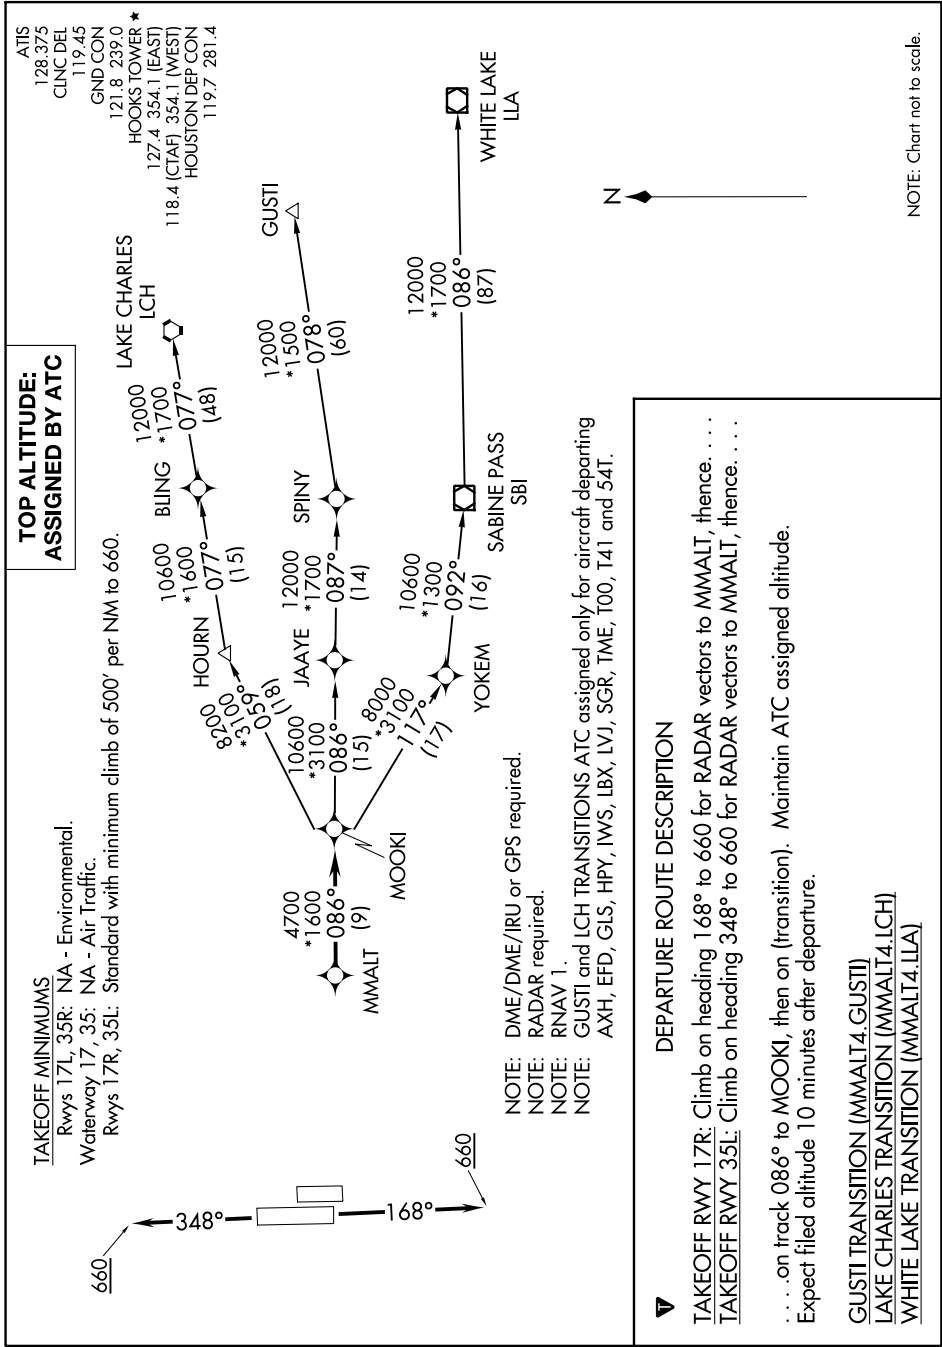 TOP ALTITUDE:
ASSIGNED BY ATC
ATIS
128.375
CLNC DEL
119.45
GND CON
121.8 239.0
HOOKS TOWER ★
127.4 354.1 (EAST)
118.4 (CTAF) 354.1 (WEST)
HOUSTON DEP CON
119.7 281.4
TAKEOFF MINIMUMS
Rwys 17L, 35R: NA - Environmental.
Waterway 17, 35: NA - Air Traffic.
Rwys 17R, 35L: Standard with minimum climb of 500' per NM to 660.
660
348°
168°
660
MMALT
4700
*1600
086°
(9)
MOOKI
8200
*3100
059°
(18)
HOURN
10600
*1600
077°
(15)
BLING
12000
*1700
077°
(48)
LAKE CHARLES
LCH
10600
*3100
086°
(15)
JAAYE
12000
*1700
087°
(14)
SPINY
12000
*1500
078°
(60)
GUSTI
8000
*3100
117°
(17)
YOKEM
10600
*1300
092°
(16)
SABINE PASS
SBI
12000
*1700
086°
(87)
WHITE LAKE
LLA
N
NOTE: DME/DME/IRU or GPS required.
NOTE: RADAR required.
NOTE: RNAV 1.
NOTE: GUSTI and LCH TRANSITIONS ATC assigned only for aircraft departing
AXH, EFD, GLS, HPY, IWS, LBX, LVJ, SGR, TME, T00, T41 and 54T.
NOTE: Chart not to scale.
T
DEPARTURE ROUTE DESCRIPTION
TAKEOFF RWY 17R: Climb on heading 168° to 660 for RADAR vectors to MMALT, thence. . . .
TAKEOFF RWY 35L: Climb on heading 348° to 660 for RADAR vectors to MMALT, thence. . . .
. . . .on track 086° to MOOKI, then on (transition). Maintain ATC assigned altitude.
Expect filed altitude 10 minutes after departure.
GUSTI TRANSITION (MMALT4.GUSTI)
LAKE CHARLES TRANSITION (MMALT4.LCH)
WHITE LAKE TRANSITION (MMALT4.LLA)